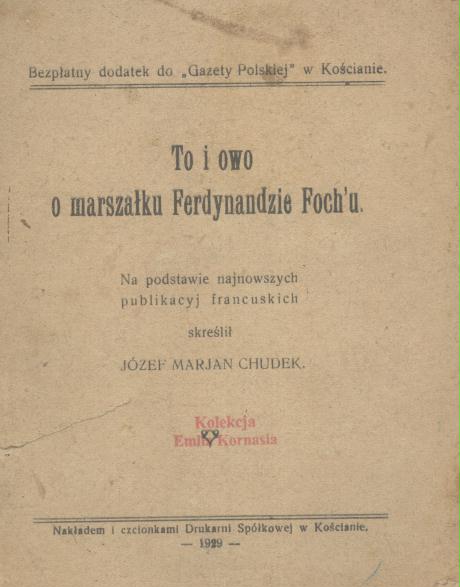 Bezpłatny dodatek do „Gazety Polskiej" w Kościanie.
To i owo
o marszałku Ferdynandzie Foch'u.
Na podstawie najnowszych
publikacyj francuskich
skreślił
JÓZEF MARJAN CHUDEK.
Kolekcja
Emila Kornasia
Nakładem i czcionkami Drukarni Spółkowej w Kościanie.
— 1929 —